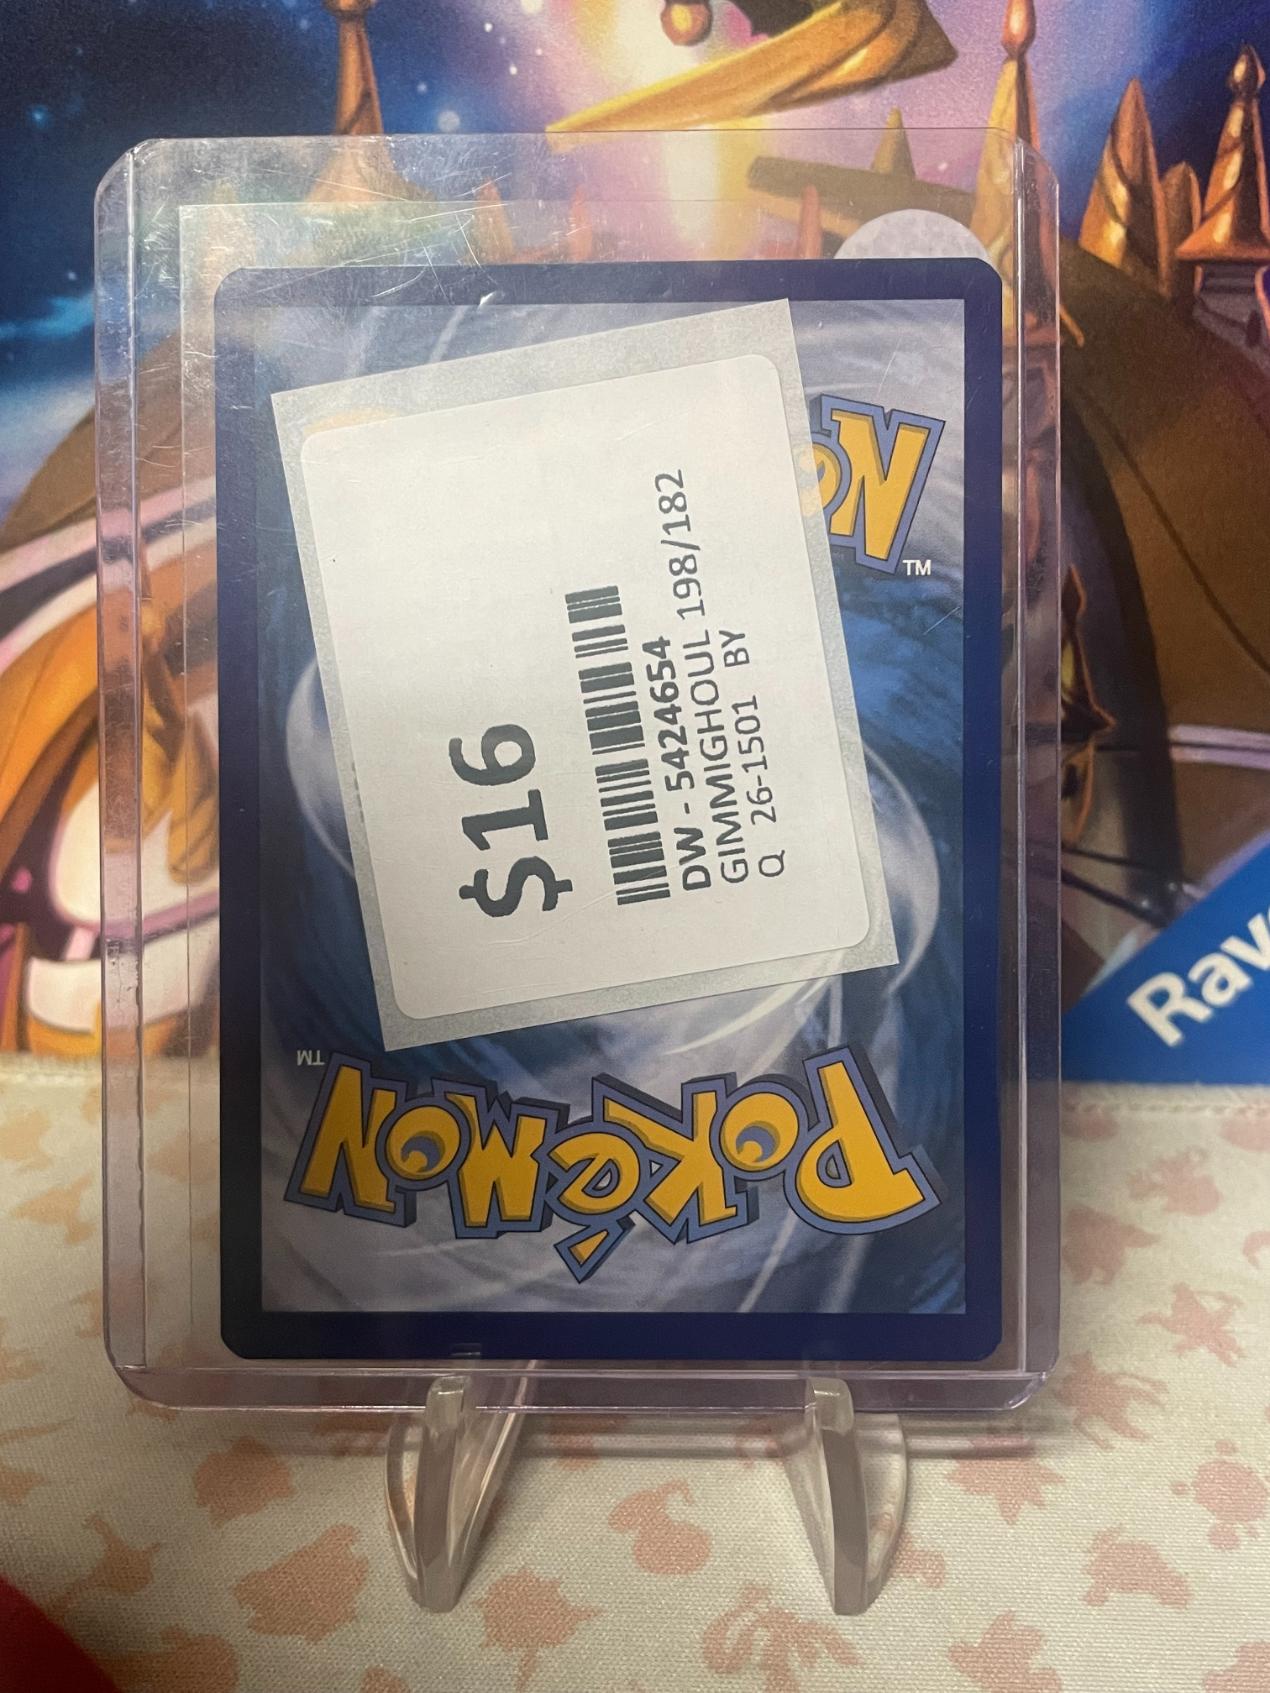 $16
DW - 5424654
GIMMIGHOUL 198/182
Q 26-1501 BY
POKéMON
TM
TM
Rav